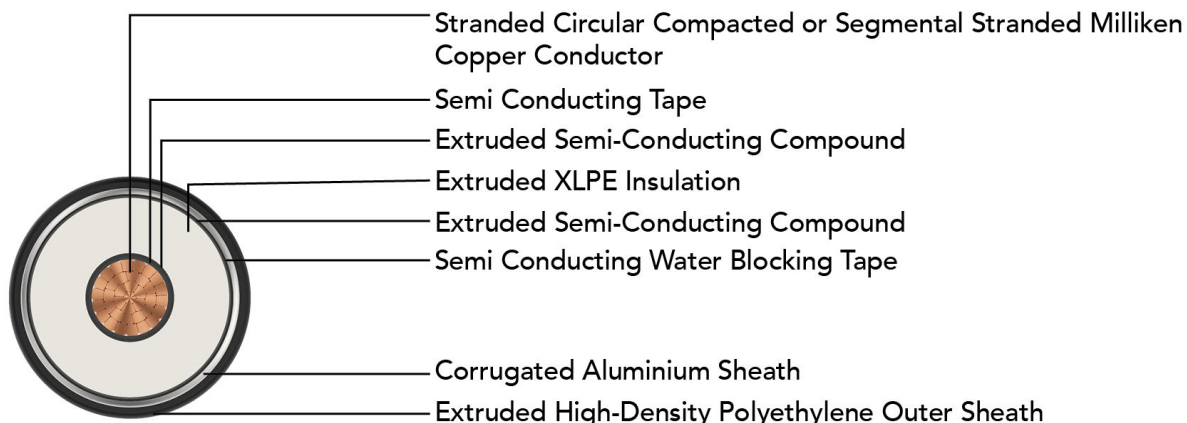 Stranded Circular Compacted or Segmental Stranded Milliken
Copper Conductor
Semi Conducting Tape
Extruded Semi-Conducting Compound
Extruded XLPE Insulation
Extruded Semi-Conducting Compound
Semi Conducting Water Blocking Tape
Corrugated Aluminium Sheath
Extruded High-Density Polyethylene Outer Sheath